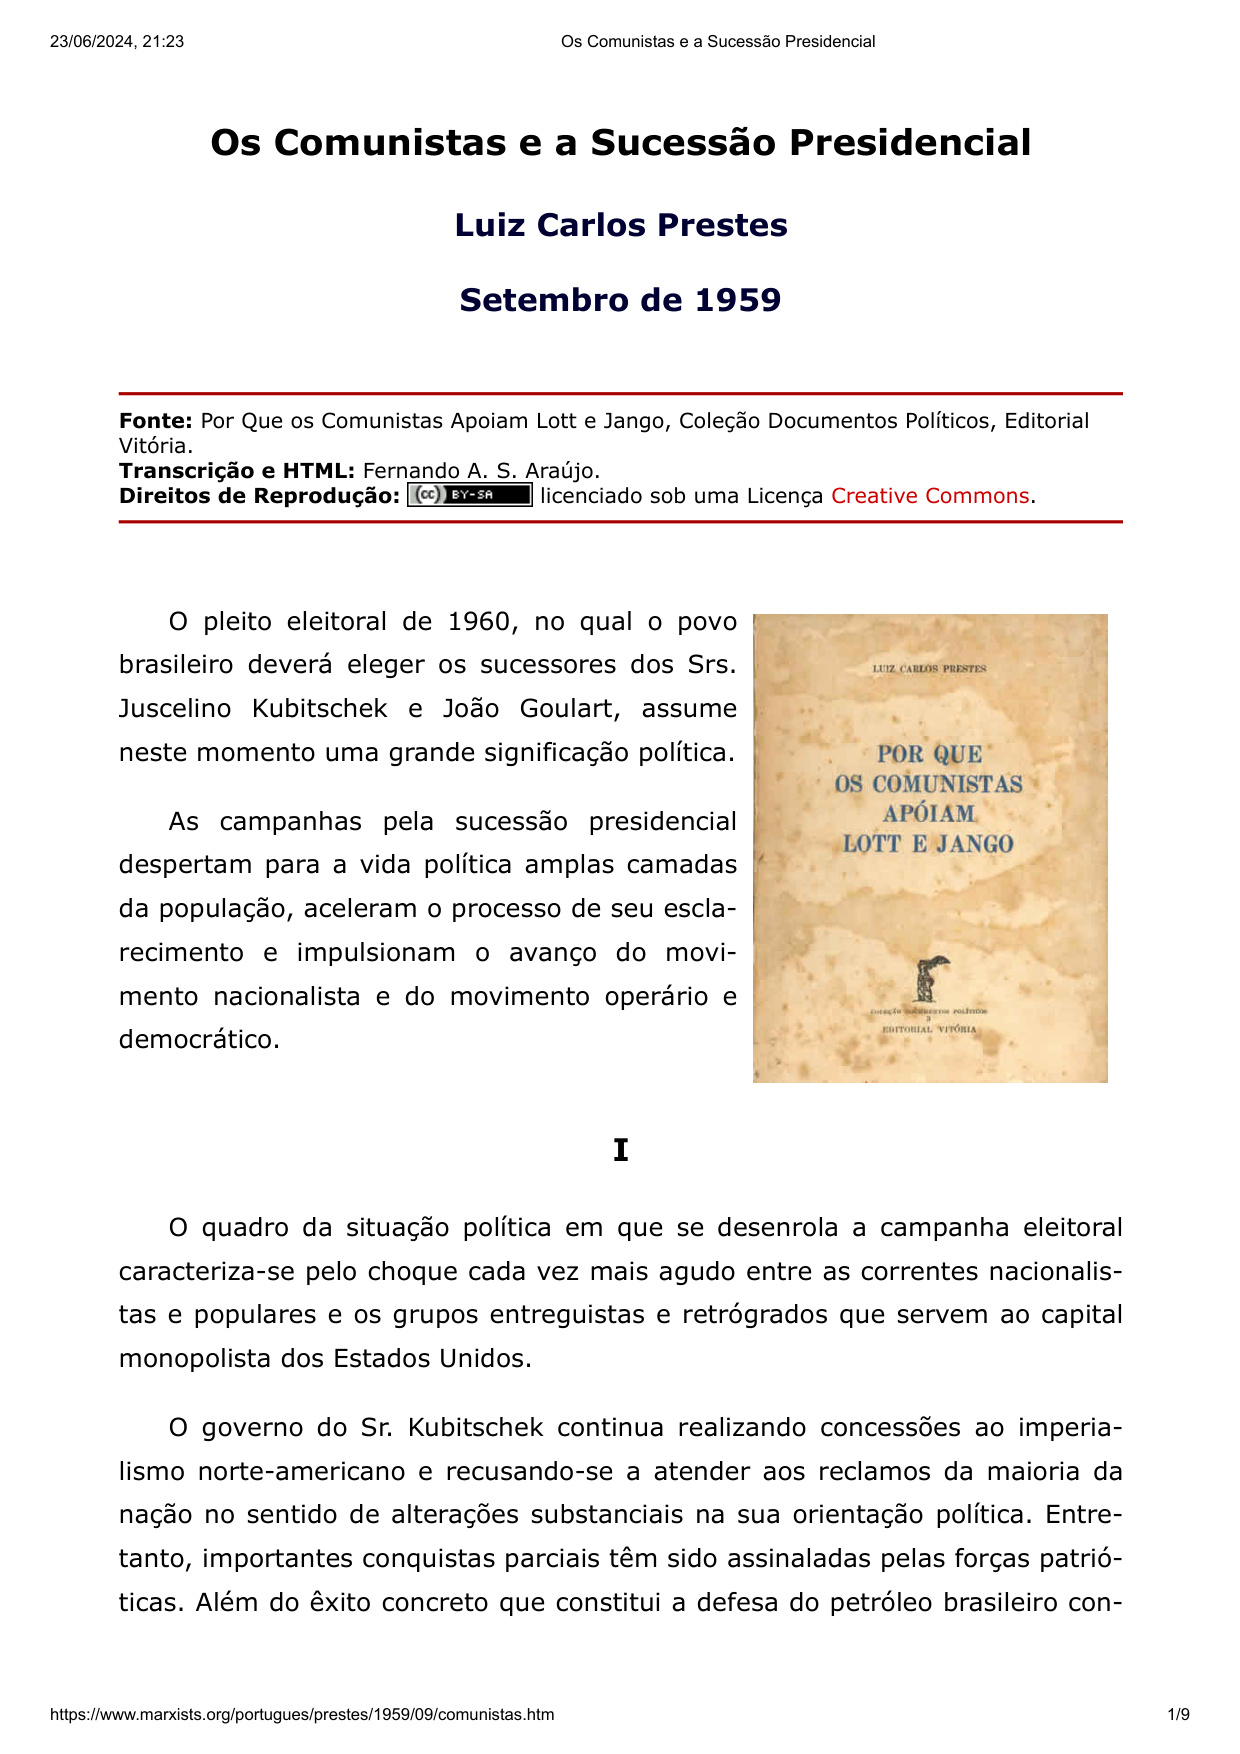 23/06/2024, 21:23
Os Comunistas e a Sucessão Presidencial
Os Comunistas e a Sucessão Presidencial
Luiz Carlos Prestes
Setembro de 1959
Fonte: Por Que os Comunistas Apoiam Lott e Jango, Coleção Documentos Políticos, Editorial
Vitória.
Transcrição e HTML: Fernando A. S. Araújo.
Direitos de Reprodução: (cc) BY-SA licenciado sob uma Licença Creative Commons.
O pleito eleitoral de 1960, no qual o povo
brasileiro deverá eleger os sucessores dos Srs.
Juscelino Kubitschek e João Goulart, assume
neste momento uma grande significação política.
As campanhas pela sucessão presidencial
despertam para a vida política amplas camadas
da população, aceleram o processo de seu escla-
recimento e impulsionam o avanço do movi-
mento nacionalista e do movimento operário e
democrático.
LUIZ CARLOS PRESTES
POR QUE
OS COMUNISTAS
APÓIAM
LOTT E JANGO
COLEÇÃO DOCUMENTOS POLÍTICOS
3
EDITORIAL VITÓRIA
I
O quadro da situação política em que se desenrola a campanha eleitoral
caracteriza-se pelo choque cada vez mais agudo entre as correntes nacionalis-
tas e populares e os grupos entreguistas e retrógrados que servem ao capital
monopolista dos Estados Unidos.
O governo do Sr. Kubitschek continua realizando concessões ao imperia-
lismo norte-americano e recusando-se a atender aos reclamos da maioria da
nação no sentido de alterações substanciais na sua orientação política. Entre-
tanto, importantes conquistas parciais têm sido assinaladas pelas forças patrió-
ticas. Além do êxito concreto que constitui a defesa do petróleo brasileiro con-
https://www.marxists.org/portugues/prestes/1959/09/comunistas.htm
1/9